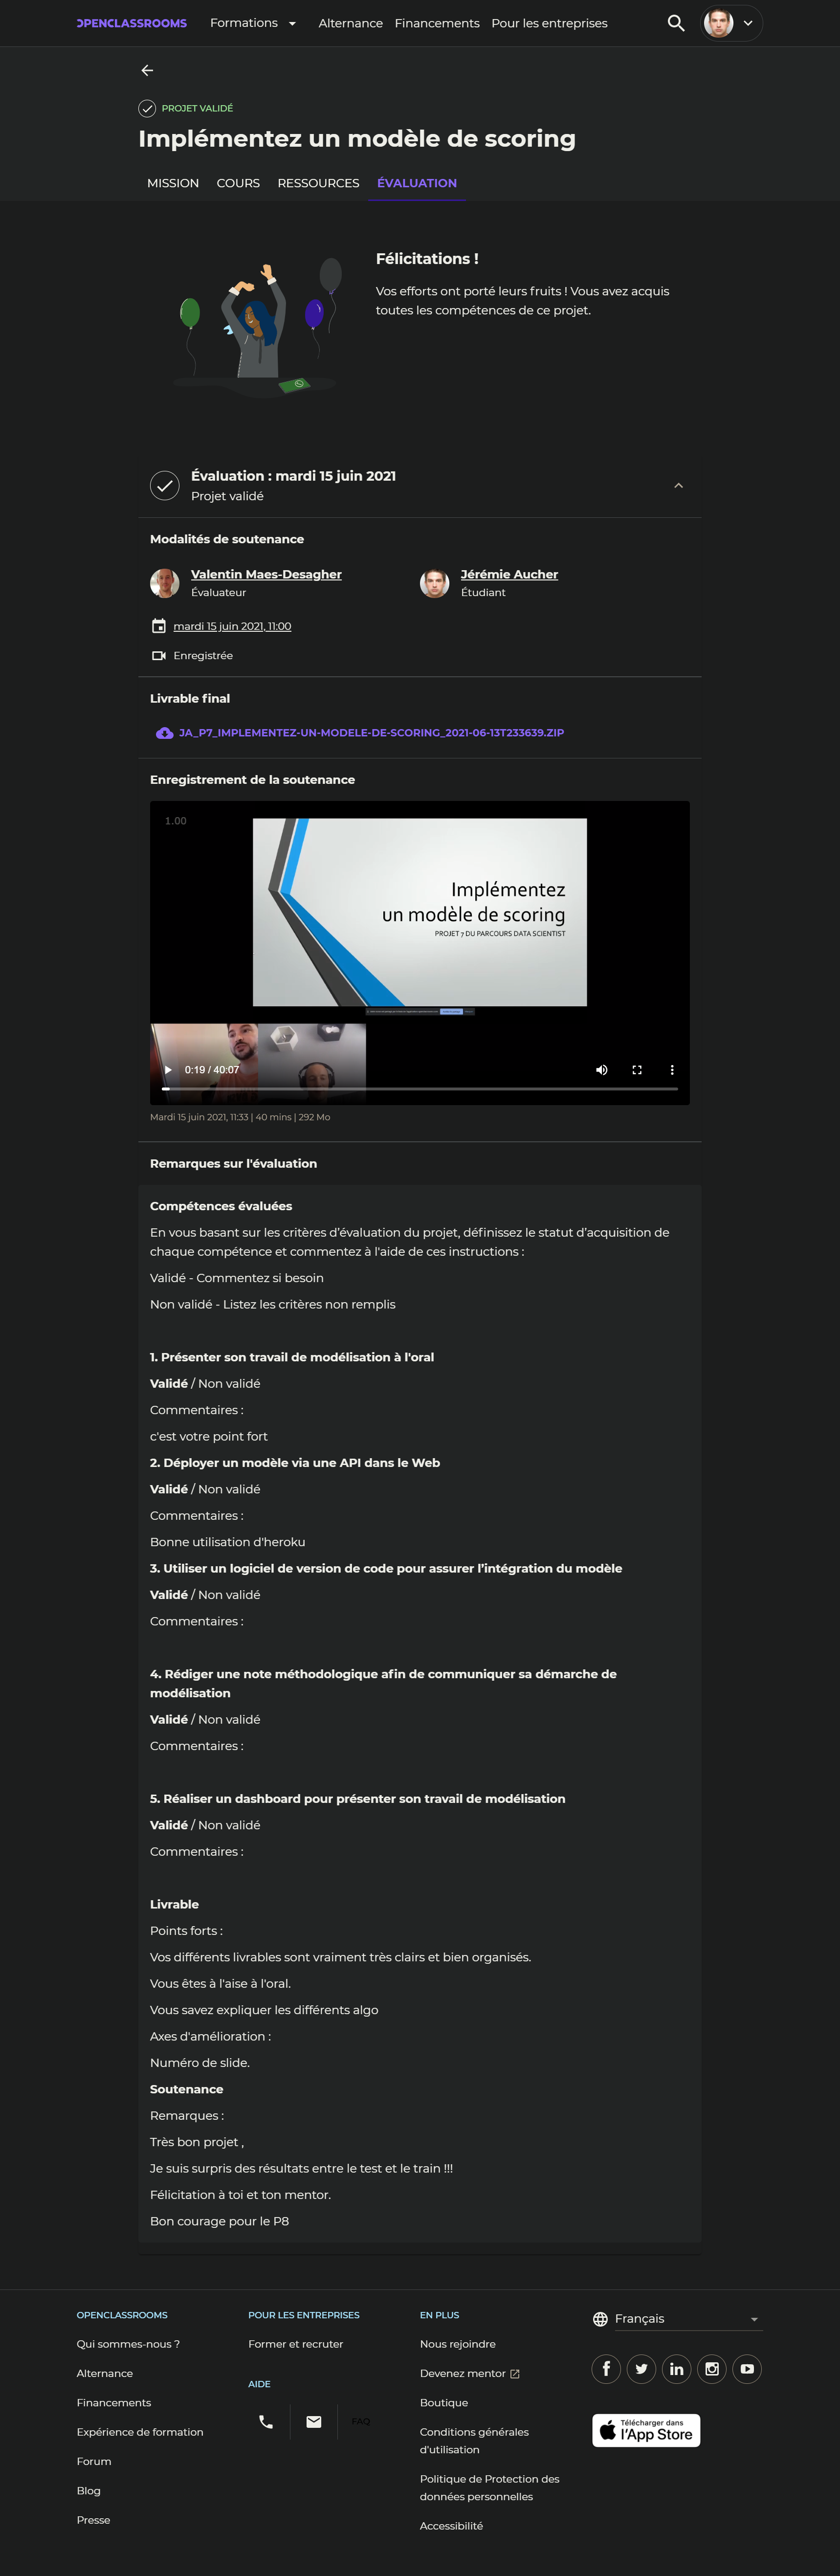 OPENCLASSROOMS
Formations
Alternance
Financements
Pour les entreprises
PROJET VALIDÉ
Implémentez un modèle de scoring
MISSION
COURS
RESSOURCES
ÉVALUATION
Félicitations !
Vos efforts ont porté leurs fruits ! Vous avez acquis
toutes les compétences de ce projet.
Évaluation : mardi 15 juin 2021
Projet validé
Modalités de soutenance
Valentin Maes-Desagher
Évaluateur
Jérémie Aucher
Étudiant
mardi 15 juin 2021, 11:00
Enregistrée
Livrable final
JA_P7_IMPLEMENTEZ-UN-MODELE-DE-SCORING_2021-06-13T233639.ZIP
Enregistrement de la soutenance
1.00
Implémentez
un modèle de scoring
PROJET 7 DU PARCOURS DATA SCIENTIST
0:19 / 40:07
Mardi 15 juin 2021, 11:33 | 40 mins | 292 Mo
Remarques sur l'évaluation
Compétences évaluées
En vous basant sur les critères d’évaluation du projet, définissez le statut d’acquisition de
chaque compétence et commentez à l'aide de ces instructions :
Validé - Commentez si besoin
Non validé - Listez les critères non remplis
1. Présenter son travail de modélisation à l'oral
Validé / Non validé
Commentaires :
c'est votre point fort
2. Déployer un modèle via une API dans le Web
Validé / Non validé
Commentaires :
Bonne utilisation d'heroku
3. Utiliser un logiciel de version de code pour assurer l’intégration du modèle
Validé / Non validé
Commentaires :
4. Rédiger une note méthodologique afin de communiquer sa démarche de
modélisation
Validé / Non validé
Commentaires :
5. Réaliser un dashboard pour présenter son travail de modélisation
Validé / Non validé
Commentaires :
Livrable
Points forts :
Vos différents livrables sont vraiment très clairs et bien organisés.
Vous êtes à l'aise à l'oral.
Vous savez expliquer les différents algo
Axes d'amélioration :
Numéro de slide.
Soutenance
Remarques :
Très bon projet ,
Je suis surpris des résultats entre le test et le train !!!
Félicitation à toi et ton mentor.
Bon courage pour le P8
OPENCLASSROOMS
Qui sommes-nous ?
Alternance
Financements
Expérience de formation
Forum
Blog
Presse
POUR LES ENTREPRISES
Former et recruter
AIDE
FAQ
EN PLUS
Nous rejoindre
Devenez mentor
Boutique
Conditions générales
d'utilisation
Politique de Protection des
données personnelles
Accessibilité
Français
Télécharger dans
l'App Store